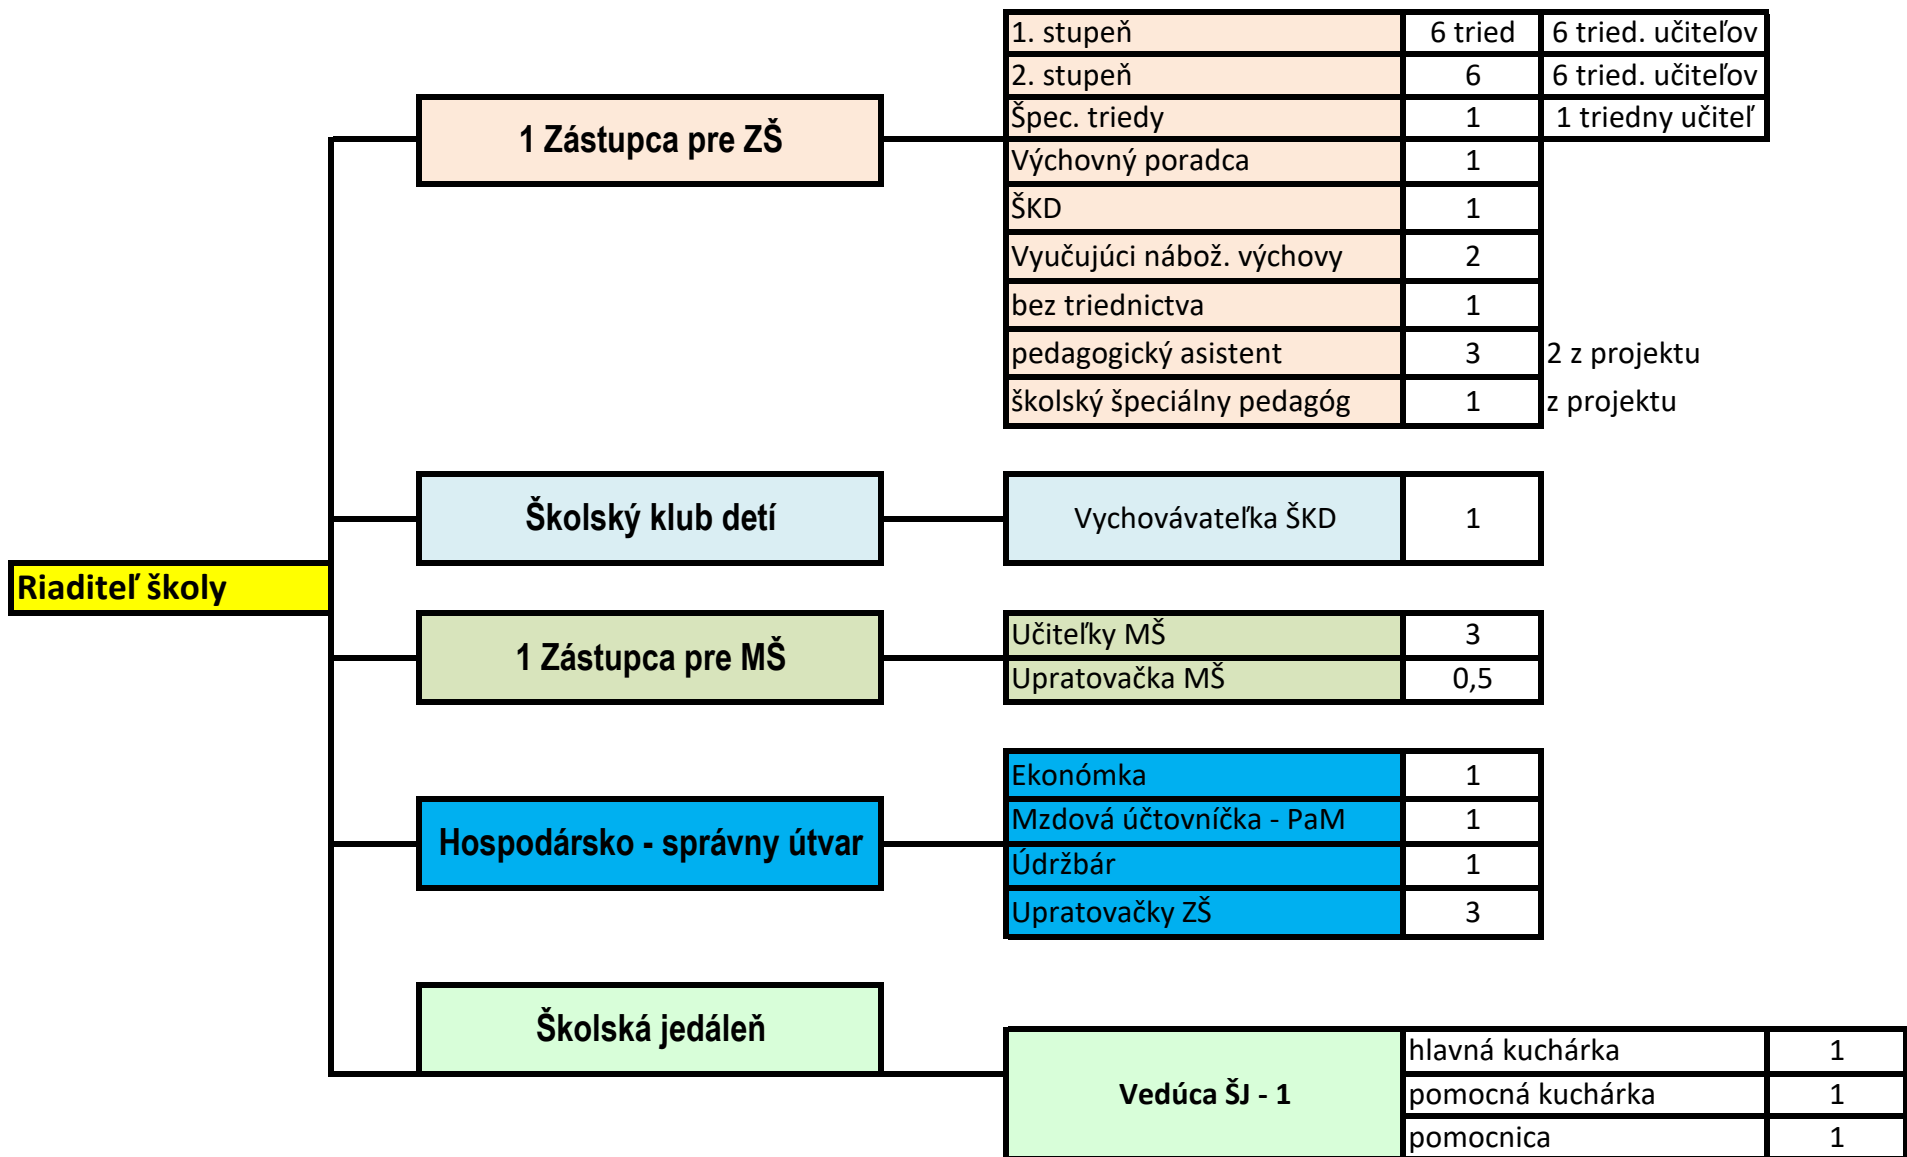 1. stupeň 6 tried 6 tried. učiteľov
2. stupeň 6 6 tried. učiteľov
Špec. triedy 1 1 triedny učiteľ
1 Zástupca pre ZŠ
Výchovný poradca 1
ŠKD 1
Vyučujúci nábož. výchovy 2
bez triednictva 1
pedagogický asistent 3 2 z projektu
školský špeciálny pedagóg 1 z projektu
Školský klub detí
Vychovávateľka ŠKD 1
Riaditeľ školy
1 Zástupca pre MŠ
Učiteľky MŠ 3
Upratovačka MŠ 0,5
Hospodársko - správny útvar
Ekonómka 1
Mzdová účtovníčka - PaM 1
Údržbár 1
Upratovačky ZŠ 3
Školská jedáleň
Vedúca ŠJ - 1
hlavná kuchárka 1
pomocná kuchárka 1
pomocnica 1